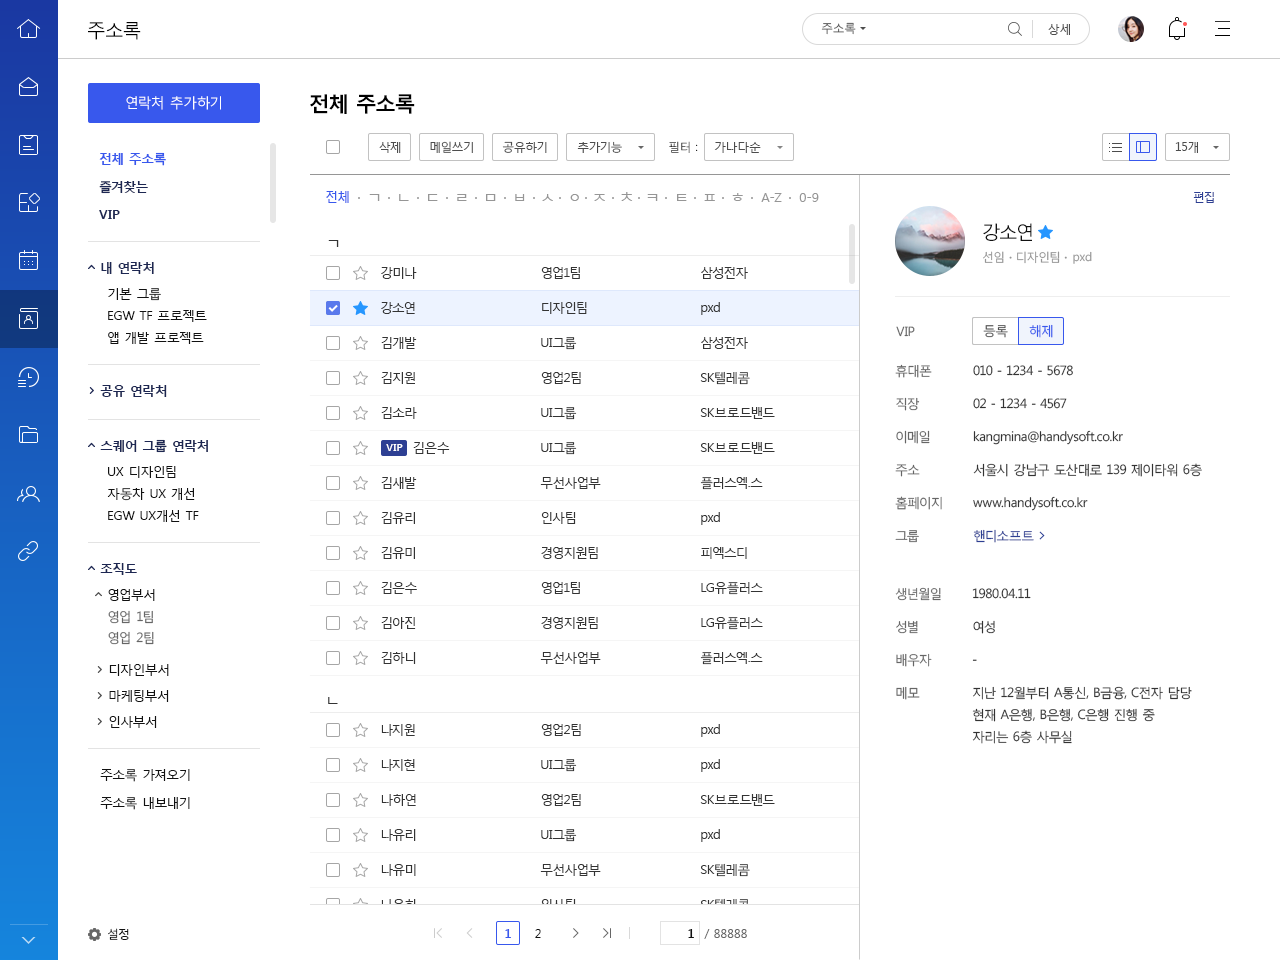 주소록
주소록
상세
연락처 추가하기
전체 주소록
즐겨찾는
VIP
내 연락처
기본 그룹
EGW TF 프로젝트
앱 개발 프로젝트
공유 연락처
스퀘어 그룹 연락처
UX 디자인팀
자동차 UX 개선
EGW UX개선 TF
조직도
영업부서
영업 1팀
영업 2팀
디자인부서
마케팅부서
인사부서
주소록 가져오기
주소록 내보내기
설정
전체 주소록
삭제 메일쓰기 공유하기 추가기능 필터 : 가나다순 15개
전체 · ㄱ · ㄴ · ㄷ · ㄹ · ㅁ · ㅂ · ㅅ · ㅇ · ㅈ · ㅊ · ㅋ · ㅌ · ㅍ · ㅎ · A-Z · 0-9
ㄱ
강미나 영업1팀 삼성전자
강소연 디자인팀 pxd
김개발 UI그룹 삼성전자
김지원 영업2팀 SK텔레콤
김소라 UI그룹 SK브로드밴드
VIP 김은수 UI그룹 SK브로드밴드
김새발 무선사업부 플러스엑.스
김유리 인사팀 pxd
김유미 경영지원팀 피엑스디
김은수 영업1팀 LG유플러스
김아진 경영지원팀 LG유플러스
김하니 무선사업부 플러스엑.스
ㄴ
나지원 영업2팀 pxd
나지현 UI그룹 pxd
나하연 영업2팀 SK브로드밴드
나유리 UI그룹 pxd
나유미 무선사업부 SK텔레콤
인사팀 SK텔레콤
1 2 1 / 88888
편집
강소연
선임 · 디자인팀 · pxd
VIP 등록 해제
휴대폰 010 - 1234 - 5678
직장 02 - 1234 - 4567
이메일 kangmina@handysoft.co.kr
주소 서울시 강남구 도산대로 139 제이타워 6층
홈페이지 www.handysoft.co.kr
그룹 핸디소프트
생년월일 1980.04.11
성별 여성
배우자 -
메모 지난 12월부터 A통신, B금융, C전자 담당
현재 A은행, B은행, C은행 진행 중
자리는 6층 사무실